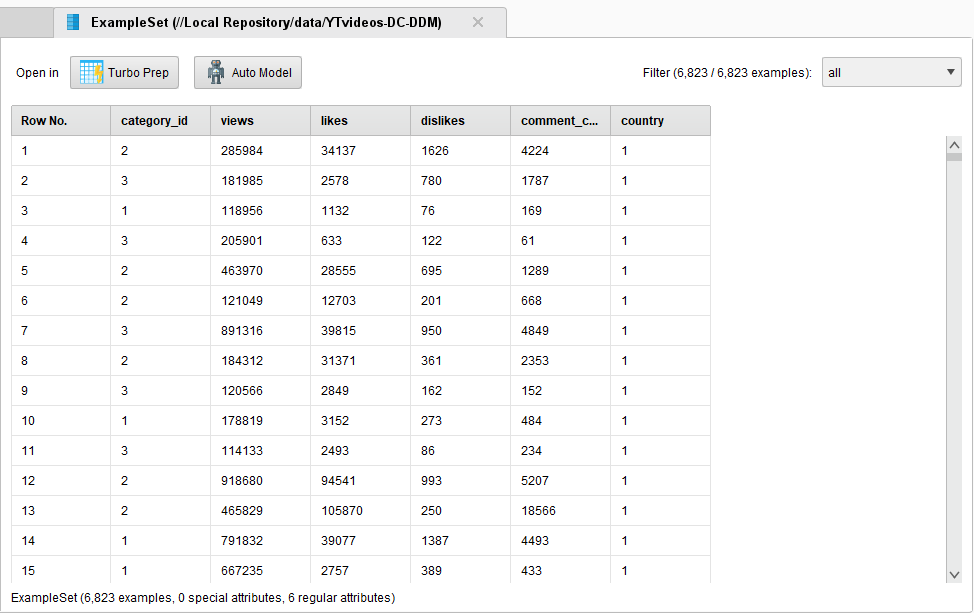 ExampleSet (//Local Repository/data/YTvideos-DC-DDM)
Open in Turbo Prep Auto Model Filter (6,823 / 6,823 examples): all
Row No. category_id views likes dislikes comment_c... country
1 2 285984 34137 1626 4224 1
2 3 181985 2578 780 1787 1
3 1 118956 1132 76 169 1
4 3 205901 633 122 61 1
5 2 463970 28555 695 1289 1
6 2 121049 12703 201 668 1
7 3 891316 39815 950 4849 1
8 2 184312 31371 361 2353 1
9 3 120566 2849 162 152 1
10 1 178819 3152 273 484 1
11 3 114133 2493 86 234 1
12 2 918680 94541 993 5207 1
13 2 465829 105870 250 18566 1
14 1 791832 39077 1387 4493 1
15 1 667235 2757 389 433 1
ExampleSet (6,823 examples, 0 special attributes, 6 regular attributes)